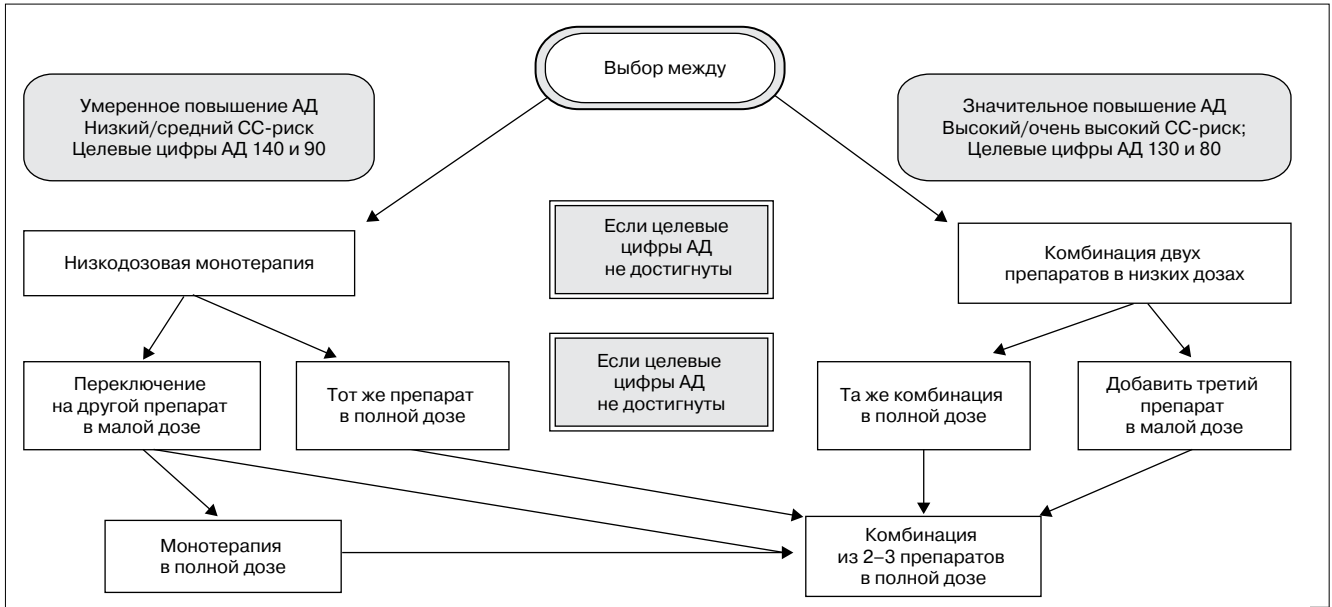 Выбор между
Умеренное повышение АД
Низкий/средний СС-риск
Целевые цифры АД 140 и 90
Значительное повышение АД
Высокий/очень высокий СС-риск;
Целевые цифры АД 130 и 80
Если целевые
цифры АД
не достигнуты
Низкодозовая монотерапия
Комбинация двух
препаратов в низких дозах
Если целевые
цифры АД
не достигнуты
Переключение
на другой препарат
в малой дозе
Тот же препарат
в полной дозе
Та же комбинация
в полной дозе
Добавить третий
препарат
в малой дозе
Монотерапия
в полной дозе
Комбинация
из 2–3 препаратов
в полной дозе